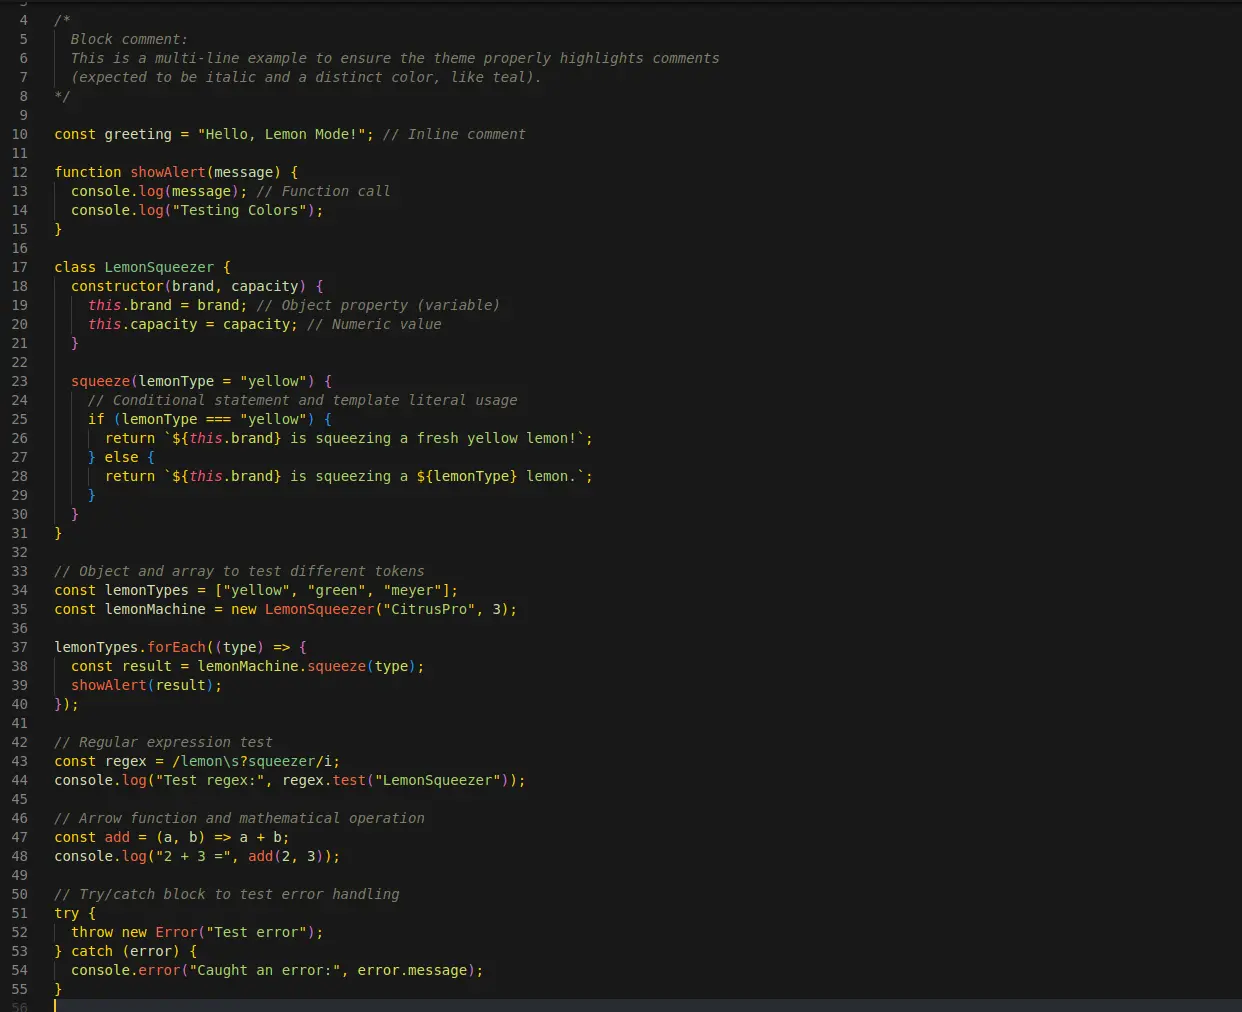 4 /*
5 Block comment:
6 This is a multi-line example to ensure the theme properly highlights comments
7 (expected to be italic and a distinct color, like teal).
8 */
9
10 const greeting = "Hello, Lemon Mode!"; // Inline comment
11
12 function showAlert(message) {
13   console.log(message); // Function call
14   console.log("Testing Colors");
15 }
16
17 class LemonSqueezer {
18   constructor(brand, capacity) {
19     this.brand = brand; // Object property (variable)
20     this.capacity = capacity; // Numeric value
21   }
22
23   squeeze(lemonType = "yellow") {
24     // Conditional statement and template literal usage
25     if (lemonType === "yellow") {
26       return `${this.brand} is squeezing a fresh yellow lemon!`;
27     } else {
28       return `${this.brand} is squeezing a ${lemonType} lemon.`;
29     }
30   }
31 }
32
33 // Object and array to test different tokens
34 const lemonTypes = ["yellow", "green", "meyer"];
35 const lemonMachine = new LemonSqueezer("CitrusPro", 3);
36
37 lemonTypes.forEach((type) => {
38   const result = lemonMachine.squeeze(type);
39   showAlert(result);
40 });
41
42 // Regular expression test
43 const regex = /lemon\s?squeezer/i;
44 console.log("Test regex:", regex.test("LemonSqueezer"));
45
46 // Arrow function and mathematical operation
47 const add = (a, b) => a + b;
48 console.log("2 + 3 =", add(2, 3));
49
50 // Try/catch block to test error handling
51 try {
52   throw new Error("Test error");
53 } catch (error) {
54   console.error("Caught an error:", error.message);
55 }
56